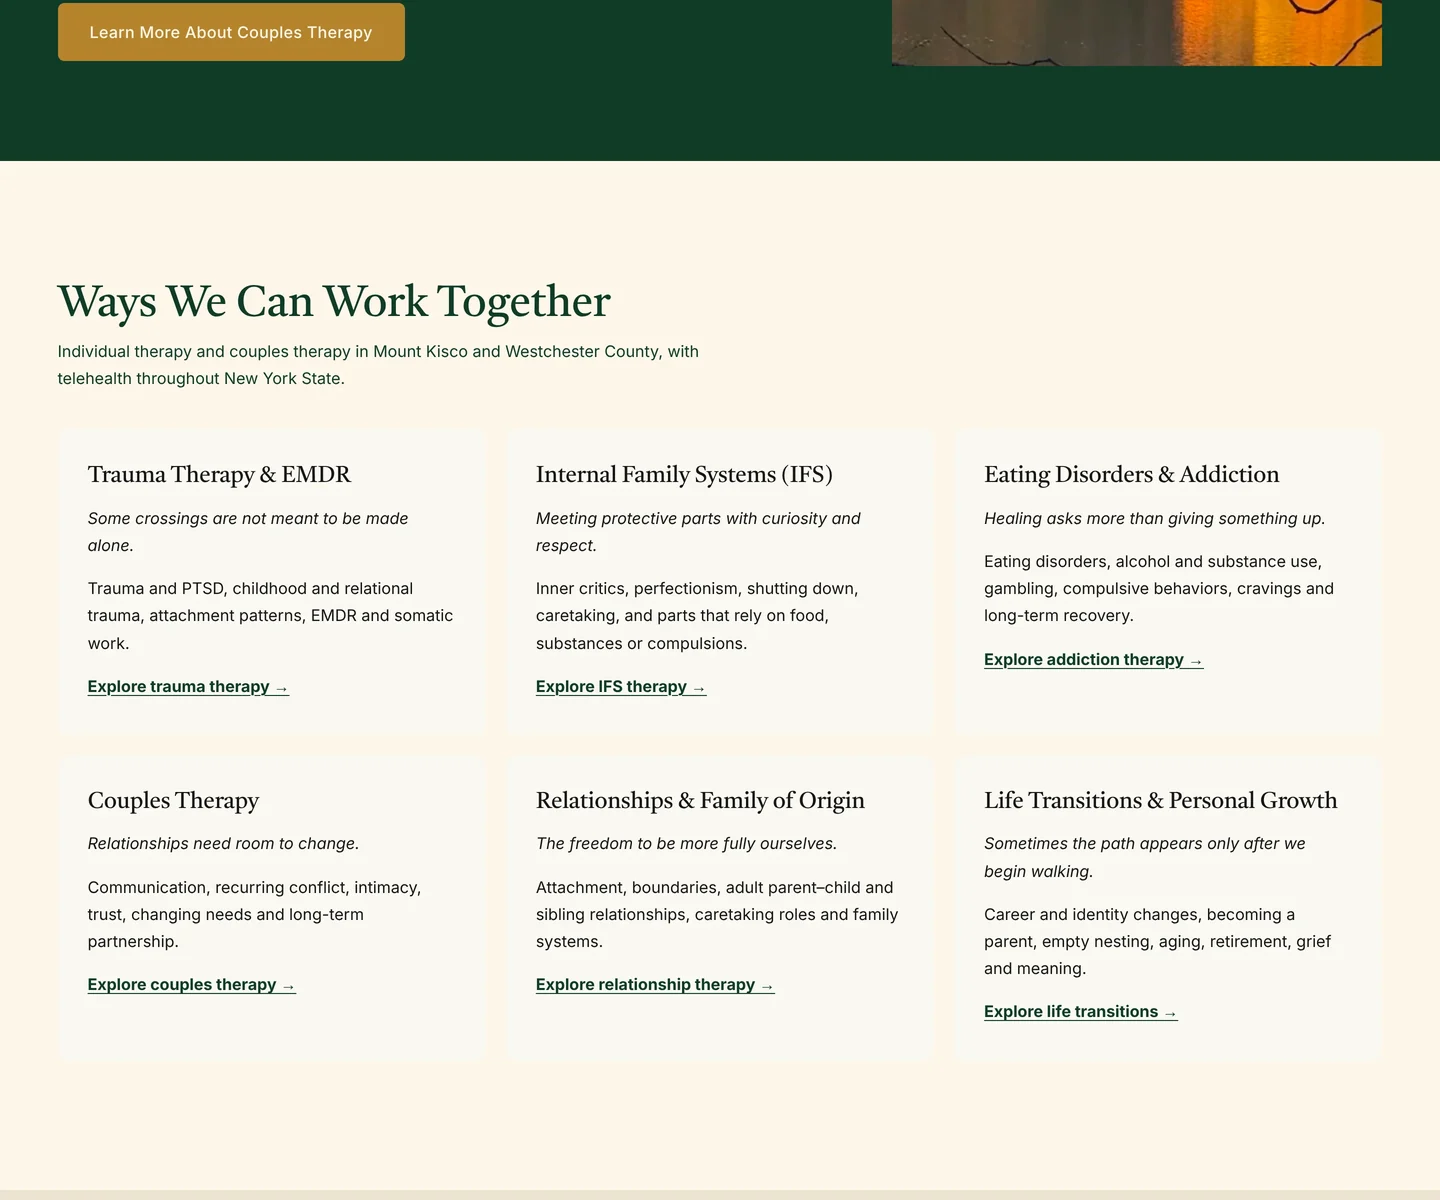 Learn More About Couples Therapy
Ways We Can Work Together
Individual therapy and couples therapy in Mount Kisco and Westchester County, with
telehealth throughout New York State.
Trauma Therapy & EMDR
Some crossings are not meant to be made
alone.
Trauma and PTSD, childhood and relational
trauma, attachment patterns, EMDR and somatic
work.
Explore trauma therapy →
Internal Family Systems (IFS)
Meeting protective parts with curiosity and
respect.
Inner critics, perfectionism, shutting down,
caretaking, and parts that rely on food,
substances or compulsions.
Explore IFS therapy →
Eating Disorders & Addiction
Healing asks more than giving something up.
Eating disorders, alcohol and substance use,
gambling, compulsive behaviors, cravings and
long-term recovery.
Explore addiction therapy →
Couples Therapy
Relationships need room to change.
Communication, recurring conflict, intimacy,
trust, changing needs and long-term
partnership.
Explore couples therapy →
Relationships & Family of Origin
The freedom to be more fully ourselves.
Attachment, boundaries, adult parent–child and
sibling relationships, caretaking roles and family
systems.
Explore relationship therapy →
Life Transitions & Personal Growth
Sometimes the path appears only after we
begin walking.
Career and identity changes, becoming a
parent, empty nesting, aging, retirement, grief
and meaning.
Explore life transitions →